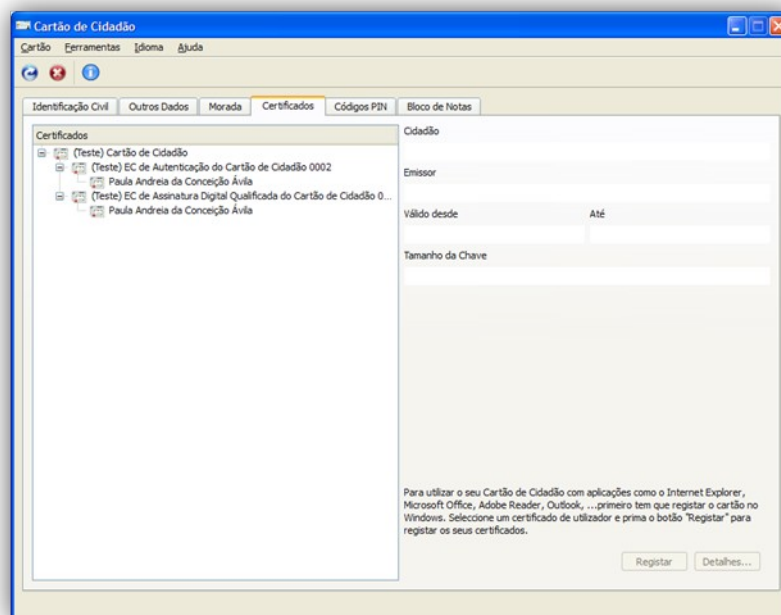 Cartão de Cidadão
Cartão Ferramentas Idioma Ajuda
Identificação Civil Outros Dados Morada Certificados Códigos PIN Bloco de Notas
Certificados
(Teste) Cartão de Cidadão
(Teste) EC de Autenticação do Cartão de Cidadão 0002
Paula Andreia da Conceição Ávila
(Teste) EC de Assinatura Digital Qualificada do Cartão de Cidadão 0...
Paula Andreia da Conceição Ávila
Cidadão
Emissor
Válido desde Até
Tamanho da Chave
Para utilizar o seu Cartão de Cidadão com aplicações como o Internet Explorer,
Microsoft Office, Adobe Reader, Outlook, ...primeiro tem que registar o cartão no
Windows. Seleccione um certificado de utilizador e prima o botão "Registar" para
registar os seus certificados.
Registar Detalhes...